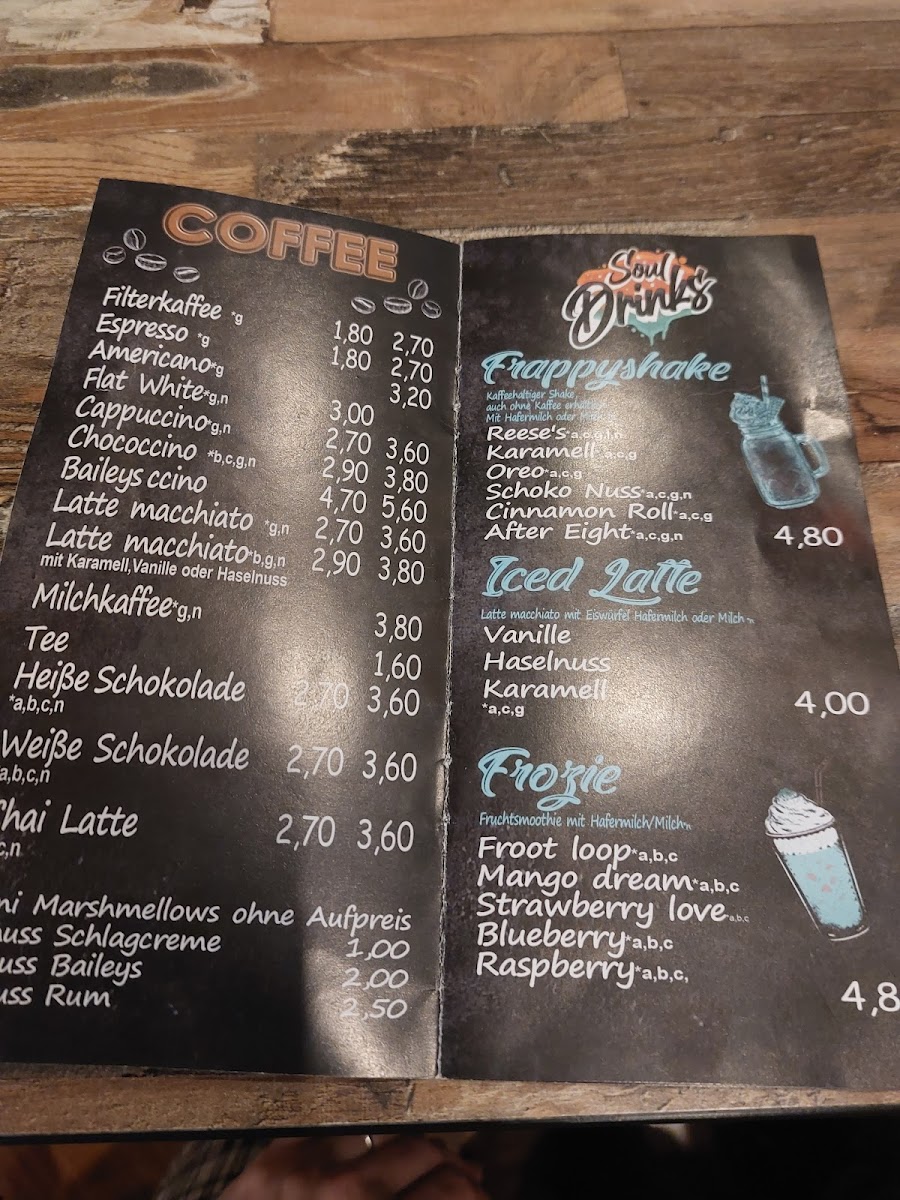 COFFEE
Filterkaffee *g 1,80 2,70
Espresso *g 1,80 2,70
Americano*g 3,20
Flat White*g,n 3,00
Cappuccino*g,n 2,70 3,60
Chococcino *b,c,g,n 2,90 3,80
Baileys ccino 4,70 5,60
Latte macchiato *g,n 2,70 3,60
Latte macchiato*b,g,n 2,90 3,80
mit Karamell,Vanille oder Haselnuss
Milchkaffee*g,n 3,80
Tee 1,60
Heiße Schokolade 2,70 3,60
*a,b,c,n
Weiße Schokolade 2,70 3,60
a,b,c,n
hai Latte 2,70 3,60
c,n
ni Marshmellows ohne Aufpreis
uss Schlagcreme 1,00
uss Baileys 2,00
uss Rum 2,50
Soul
Drinks
Frappyshake
Kaffeehaltiger Shake
auch ohne Kaffee
Mit Hafermilch oder
Reese's
Karamell*a,c,g
Oreo*a,c,g
Schoko Nuss*a,c,g,n
Cinnamon Roll*a,c,g
After Eight*a,c,g,n 4,80
Iced Latte
Latte macchiato mit Eiswürfel Hafermilch oder Milch
Vanille
Haselnuss
Karamell 4,00
*a,c,g
Frozie
Fruchtsmoothie mit Hafermilch/Milch
Froot loop*a,b,c
Mango dream*a,b,c
Strawberry love*a,b,c
Blueberry*a,b,c
Raspberry*a,b,c,
4,8